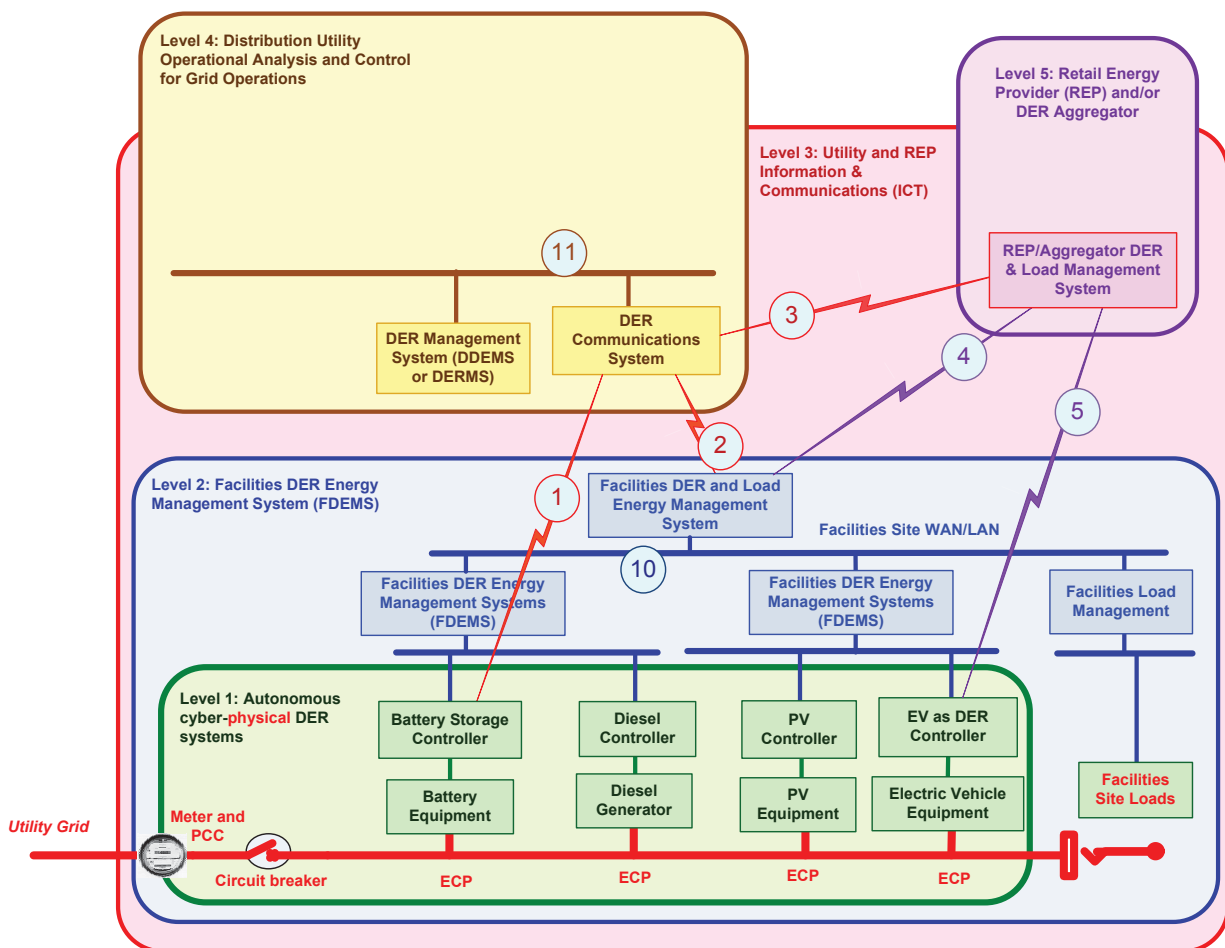 Level 4: Distribution Utility
Operational Analysis and Control
for Grid Operations
Level 5: Retail Energy
Provider (REP) and/or
DER Aggregator
Level 3: Utility and REP
Information &
Communications (ICT)
11
REP/Aggregator DER
& Load Management
System
3
DER Management
System (DDEMS
or DERMS)
DER
Communications
System
4
5
2
1
Level 2: Facilities DER Energy
Management System (FDEMS)
Facilities DER and Load
Energy Management
System
Facilities Site WAN/LAN
10
Facilities DER Energy
Management Systems
(FDEMS)
Facilities DER Energy
Management Systems
(FDEMS)
Facilities Load
Management
Level 1: Autonomous
cyber-physical DER
systems
Battery Storage
Controller
Diesel
Controller
PV
Controller
EV as DER
Controller
Battery
Equipment
Diesel
Generator
PV
Equipment
Electric Vehicle
Equipment
Facilities
Site Loads
Utility Grid
Meter and
PCC
Circuit breaker
ECP
ECP
ECP
ECP